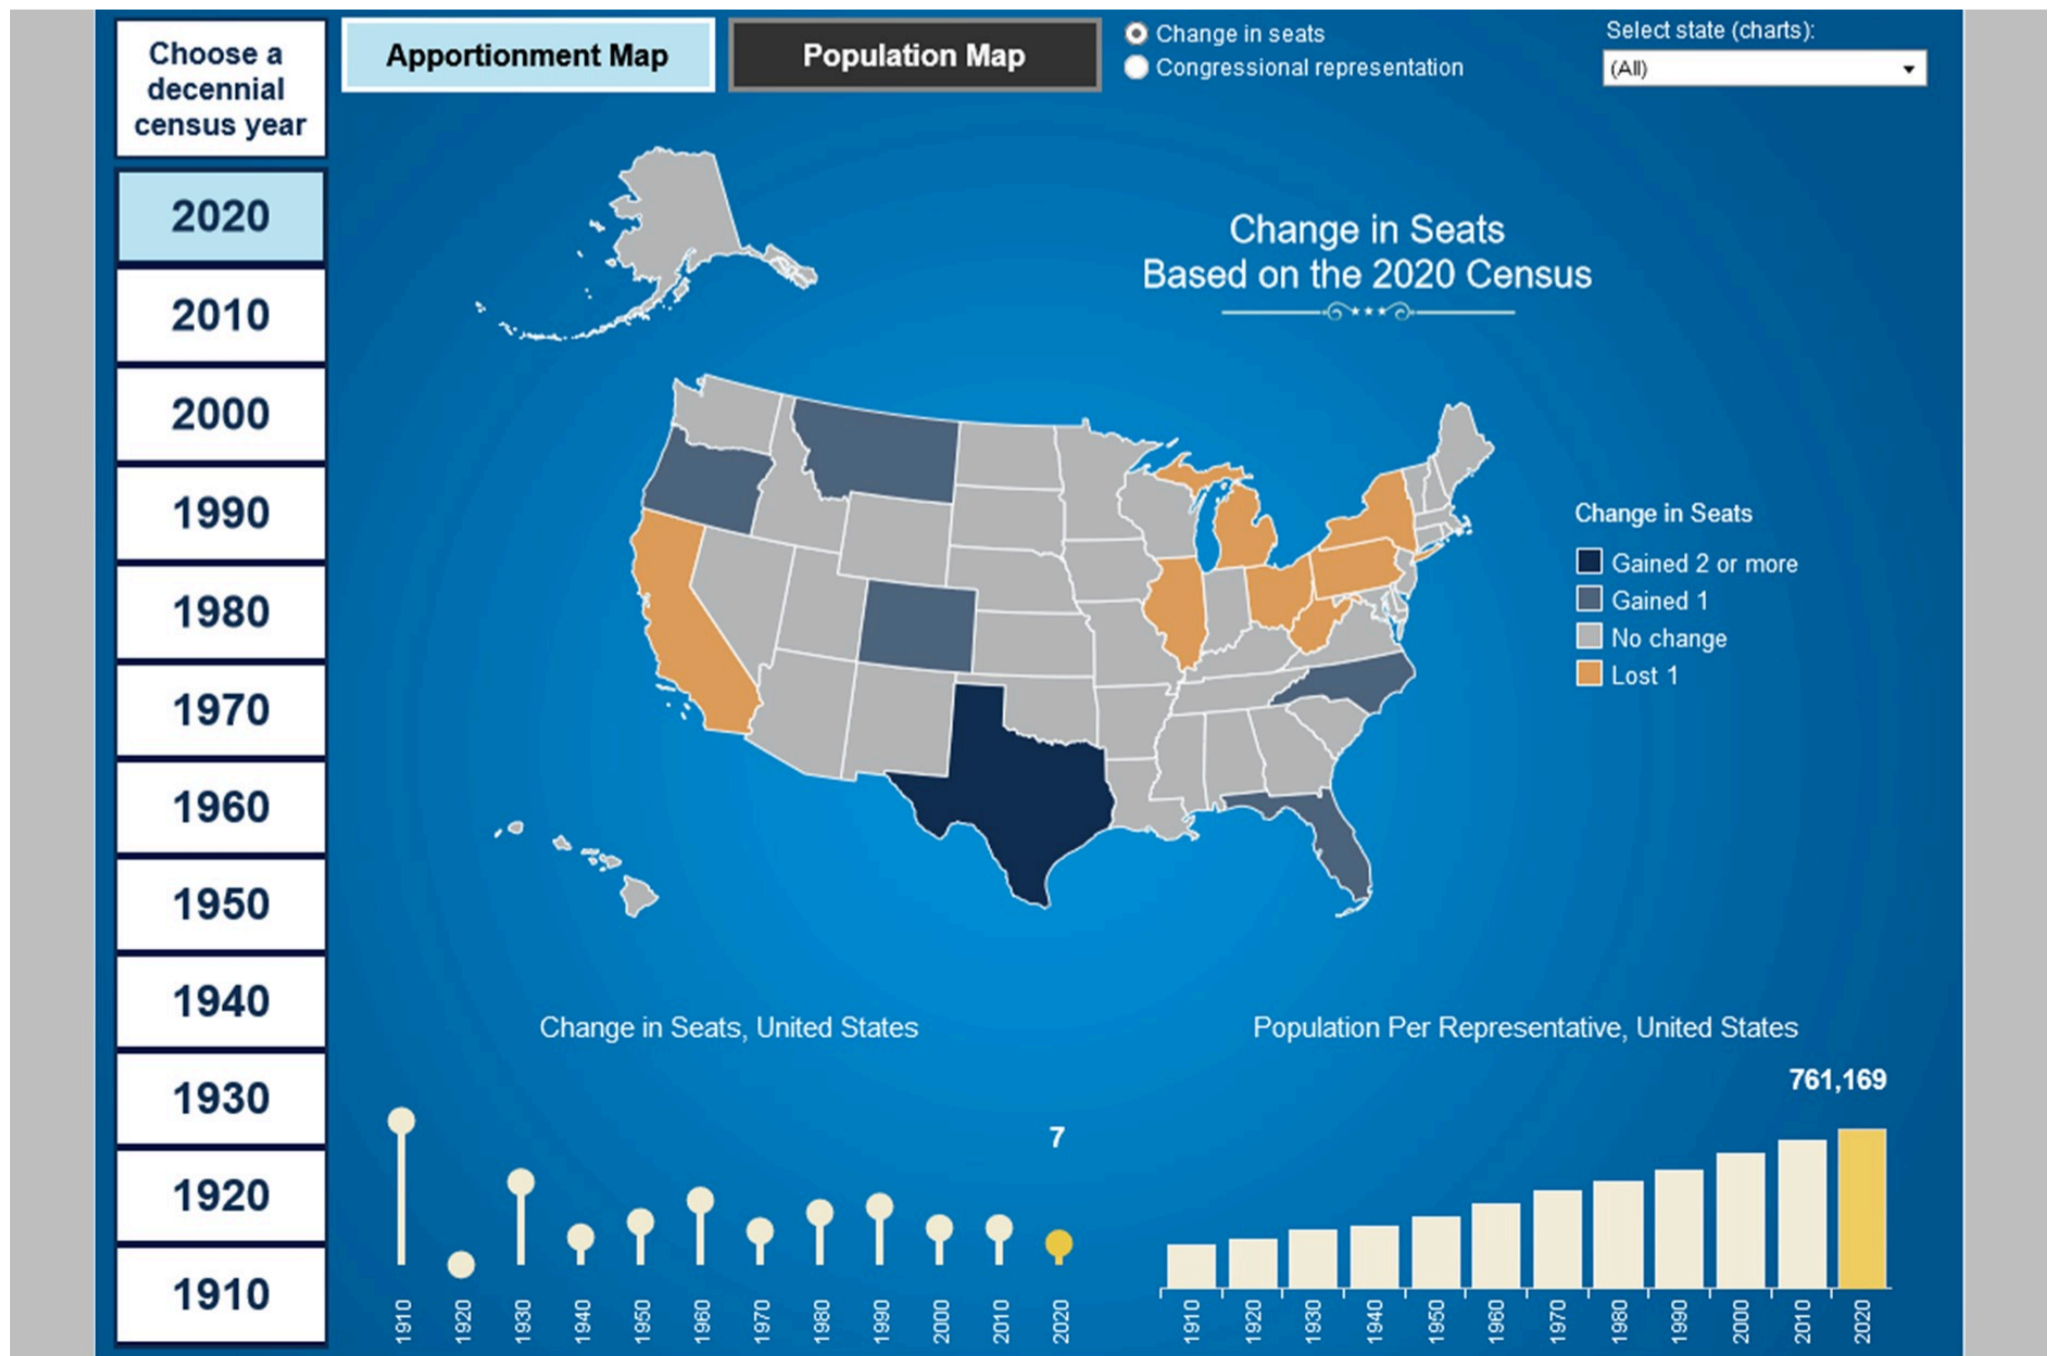 Choose a
decennial
census year
2020
2010
2000
1990
1980
1970
1960
1950
1940
1930
1920
1910
Apportionment Map
Population Map
Change in seats
Congressional representation
Select state (charts):
(All)
Change in Seats
Based on the 2020 Census
Change in Seats
Gained 2 or more
Gained 1
No change
Lost 1
Change in Seats, United States
7
1910
1920
1930
1940
1950
1960
1970
1980
1990
2000
2010
2020
Population Per Representative, United States
761,169
1910
1920
1930
1940
1950
1960
1970
1980
1990
2000
2010
2020